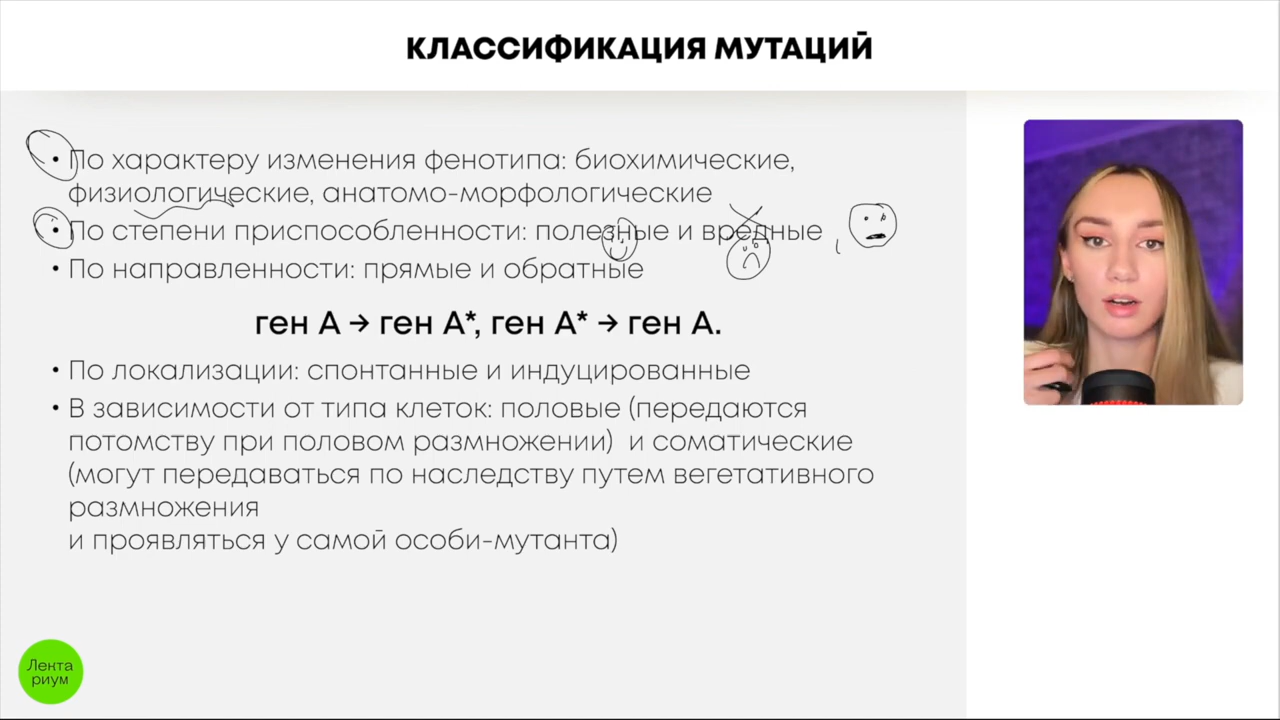 КЛАССИФИКАЦИЯ МУТАЦИЙ
• По характеру изменения фенотипа: биохимические,
физиологические, анатомо-морфологические
• По степени приспособленности: полезные и вредные
• По направленности: прямые и обратные
ген А → ген А*, ген А* → ген А.
• По локализации: спонтанные и индуцированные
• В зависимости от типа клеток: половые (передаются
потомству при половом размножении) и соматические
(могут передаваться по наследству путем вегетативного
размножения
и проявляться у самой особи-мутанта)
Лента
риум